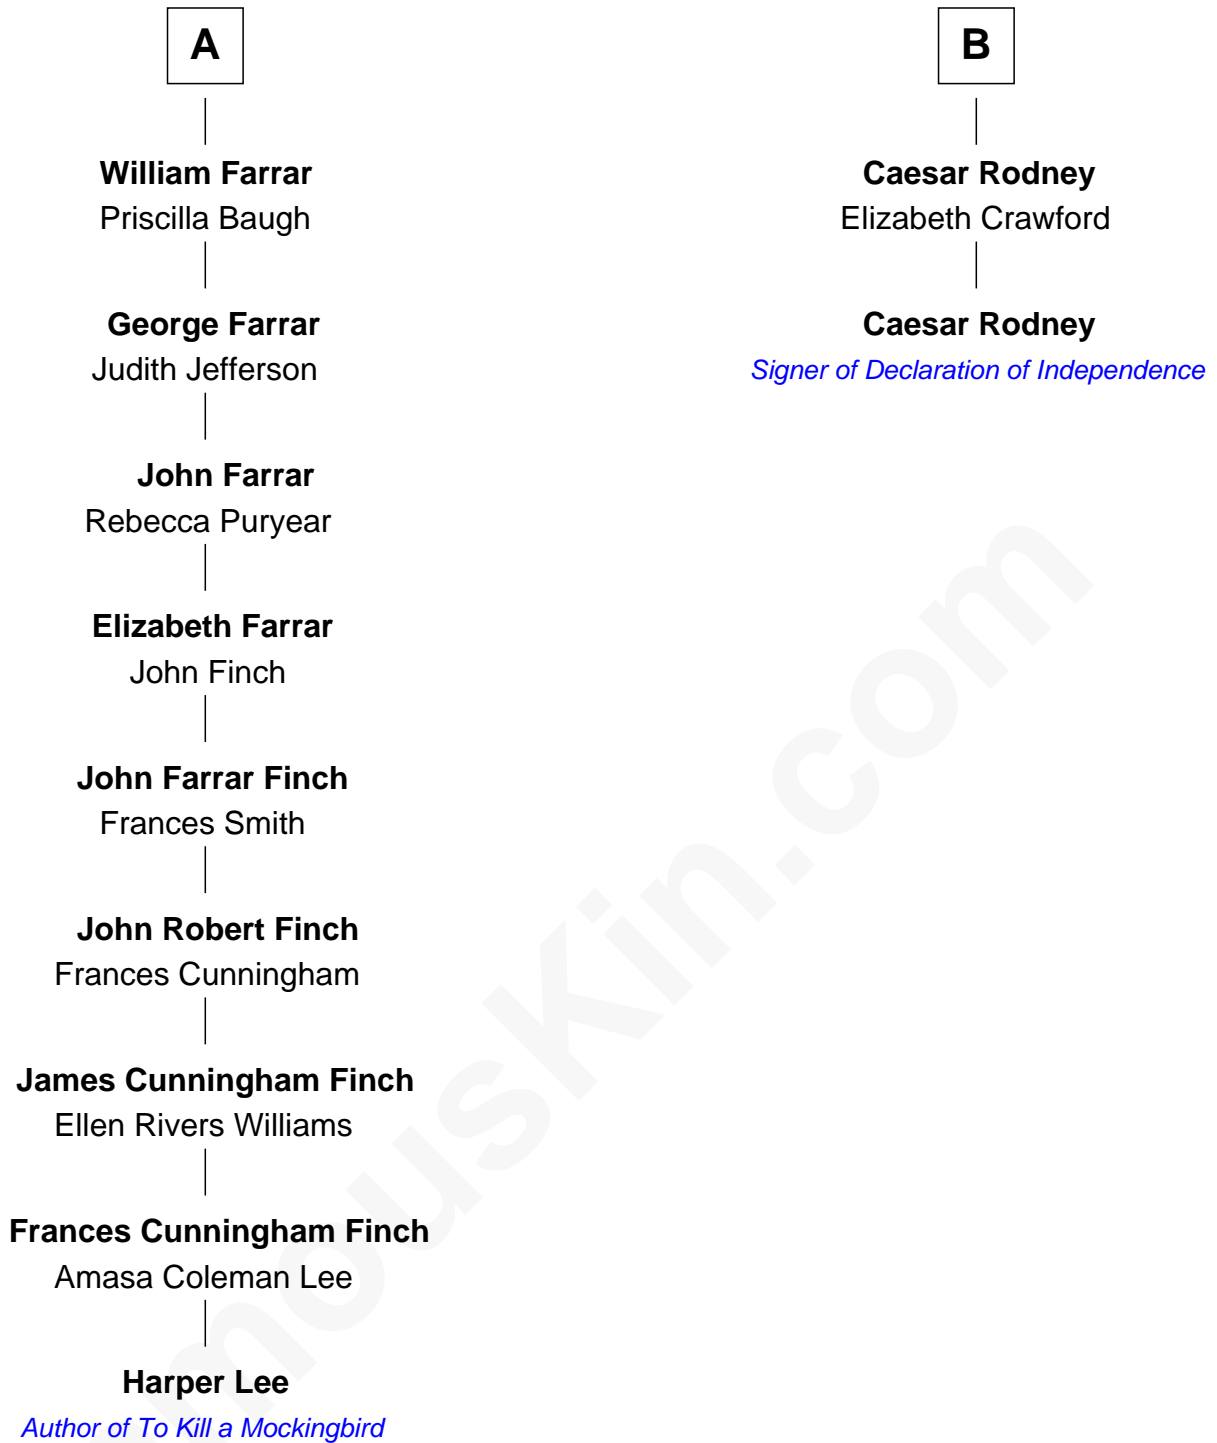 A
William Farrar
Priscilla Baugh
George Farrar
Judith Jefferson
John Farrar
Rebecca Puryear
Elizabeth Farrar
John Finch
John Farrar Finch
Frances Smith
John Robert Finch
Frances Cunningham
James Cunningham Finch
Ellen Rivers Williams
Frances Cunningham Finch
Amasa Coleman Lee
Harper Lee
Author of To Kill a Mockingbird
B
Caesar Rodney
Elizabeth Crawford
Caesar Rodney
Signer of Declaration of Independence
mousKin.com